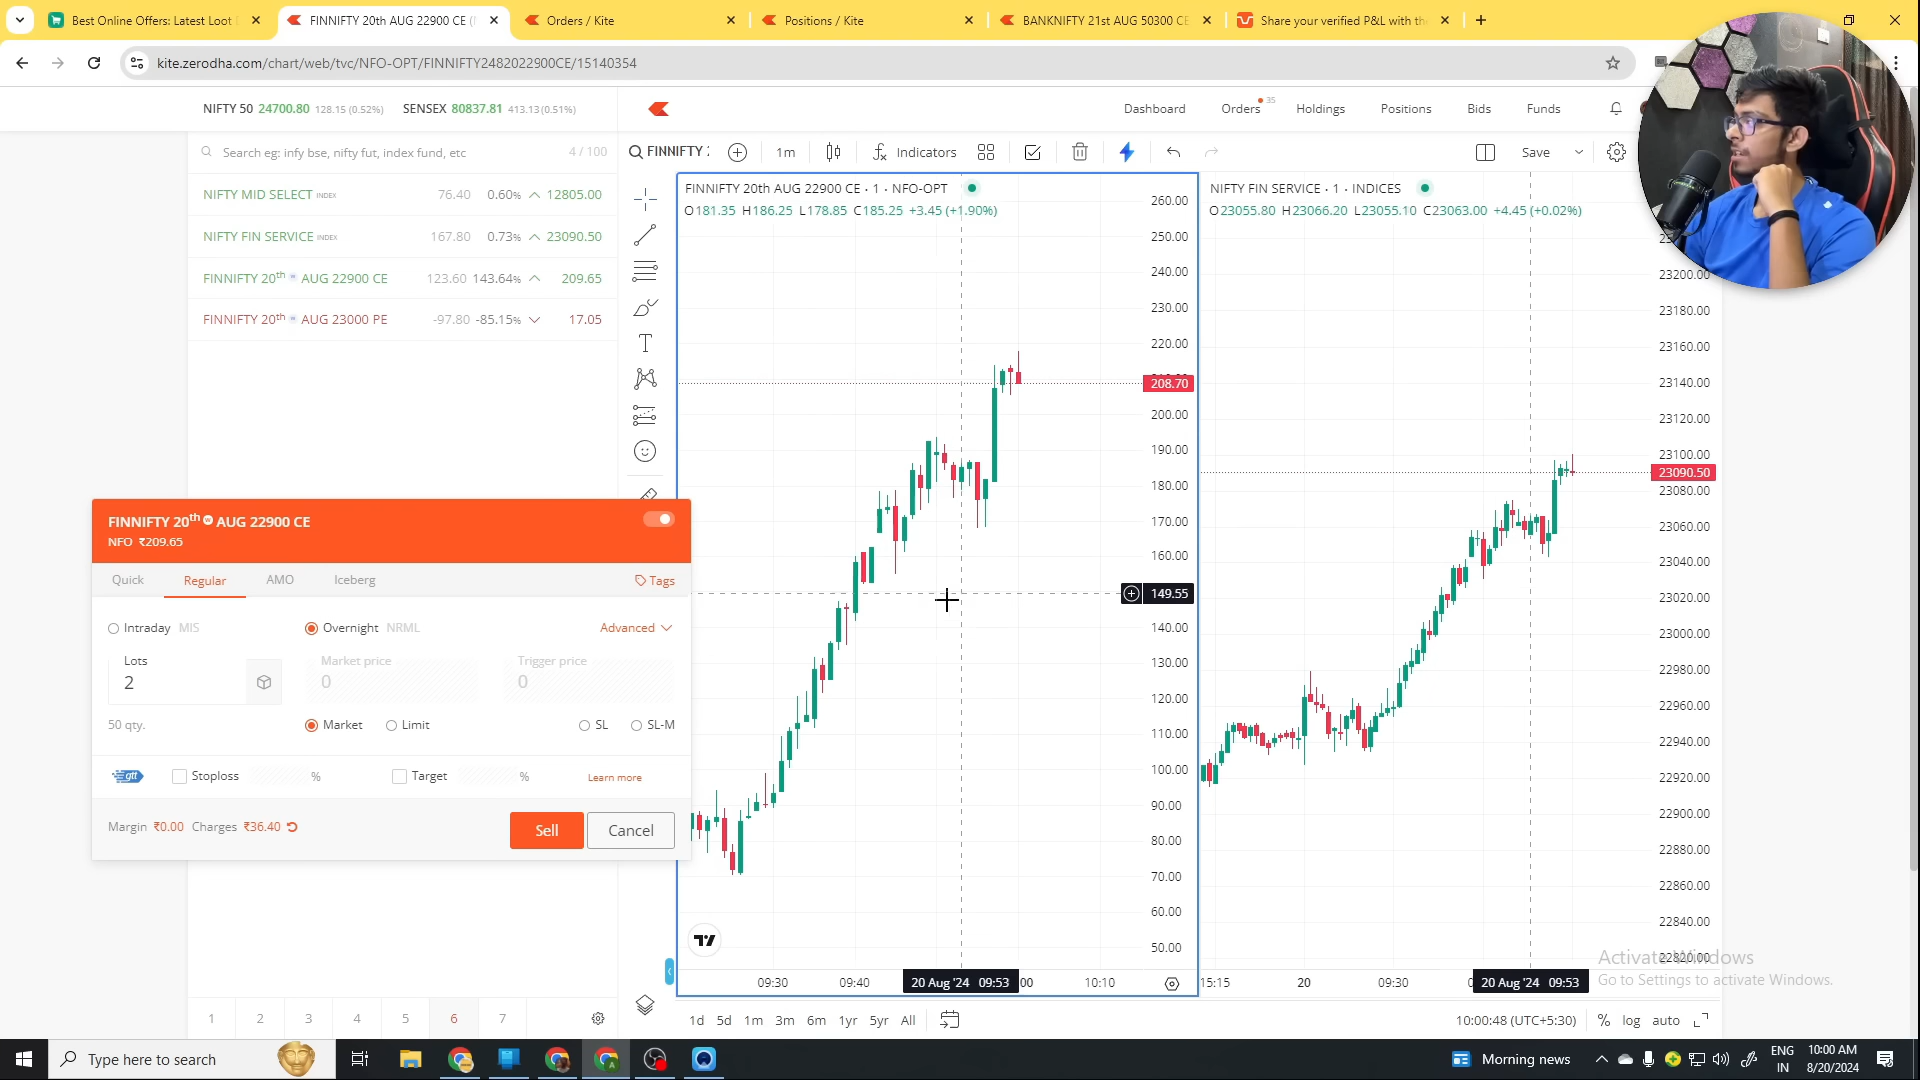 Best Online Offers: Latest Loot
FINNIFTY 20th AUG 22900 CE (
Orders / Kite
Positions / Kite
BANKNIFTY 21st AUG 50300 CE
Share your verified P&L with th
kite.zerodha.com/chart/web/tvc/NFO-OPT/FINNIFTY2482022900CE/15140354
NIFTY 50 24700.80 128.15 (0.52%) SENSEX 80837.81 413.13 (0.51%)
Dashboard Orders 35 Holdings Positions Bids Funds
Search eg: infy bse, nifty fut, index fund, etc 4 / 100
FINNIFTY 1m Indicators Save
NIFTY MID SELECT INDEX 76.40 0.60% 12805.00
NIFTY FIN SERVICE INDEX 167.80 0.73% 23090.50
FINNIFTY 20th W AUG 22900 CE 123.60 143.64% 209.65
FINNIFTY 20th W AUG 23000 PE -97.80 -85.15% 17.05
FINNIFTY 20th AUG 22900 CE · 1 · NFO-OPT
O181.35 H186.25 L178.85 C185.25 +3.45 (+1.90%)
NIFTY FIN SERVICE · 1 · INDICES
O23055.80 H23066.20 L23055.10 C23063.00 +4.45 (+0.02%)
260.00
250.00
240.00
230.00
220.00
208.70
200.00
190.00
180.00
170.00
160.00
149.55
140.00
130.00
120.00
110.00
100.00
90.00
80.00
70.00
60.00
50.00
23200.00
23180.00
23160.00
23140.00
23120.00
23100.00
23090.50
23080.00
23060.00
23040.00
23020.00
23000.00
22980.00
22960.00
22940.00
22920.00
22900.00
22880.00
22860.00
22840.00
22820.00
FINNIFTY 20th W AUG 22900 CE
NFO ₹209.65
Quick Regular AMO Iceberg Tags
Intraday MIS Overnight NRML Advanced
Lots Market price Trigger price
2 0 0
50 qty. Market Limit SL SL-M
gtt Stoploss % Target % Learn more
Margin ₹0.00 Charges ₹36.40 Sell Cancel
09:30 09:40 20 Aug '24 09:53 :00 10:10
15:15 20 09:30 20 Aug '24 09:53
1 2 3 4 5 6 7
1d 5d 1m 3m 6m 1yr 5yr All
10:00:48 (UTC+5:30) % log auto
Activate Windows
Go to Settings to activate Windows.
Type here to search
Morning news
ENG
IN
10:00 AM
8/20/2024